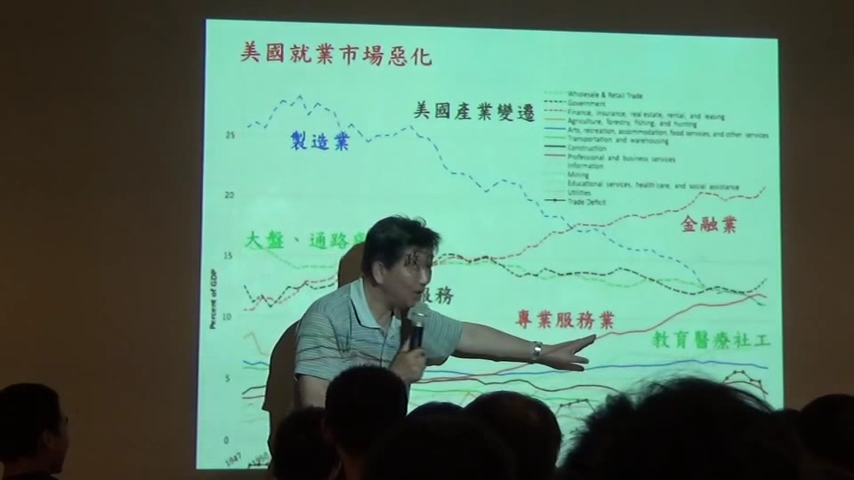 美國就業市場惡化
美國產業變遷
Wholesale & Retail Trade
Government
Finance, insurance, real estate, rental, and leasing
Agriculture, forestry, fishing, and hunting
Arts, recreation, accommodation, food services, and other services
Transportation and warehousing
Construction
Professional and business services
Information
Mining
Educational services, health care, and social assistance
Utilities
Trade Deficit
製造業
25
20
金融業
大盤、通路
15
政
Percent of GDP
服務
10
專業服務業
教育醫療社工
5
0
1947